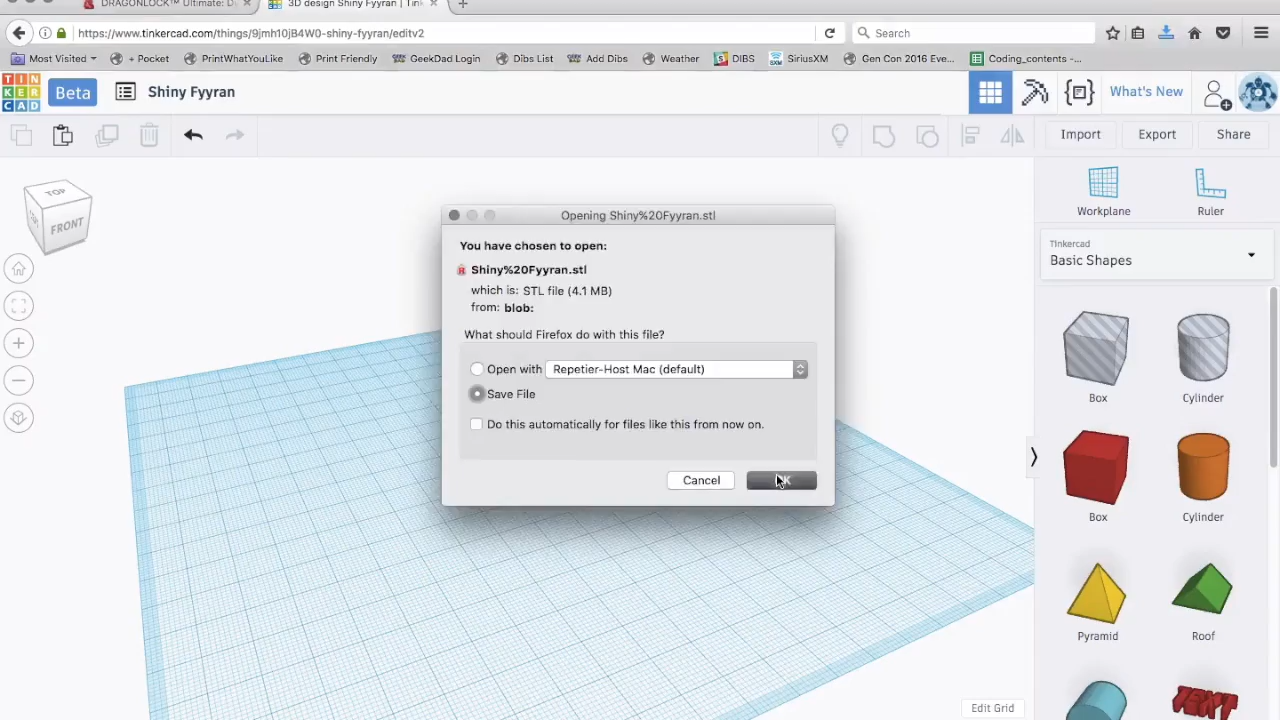 DRAGONLOCK™ Ultimate: D
3D design Shiny Fyyran | Tink
https://www.tinkercad.com/things/9jmh10jB4W0-shiny-fyyran/editv2
Search
Most Visited
+ Pocket
PrintWhatYouLike
Print Friendly
GeekDad Login
Dibs List
Add Dibs
Weather
DIBS
SiriusXM
Gen Con 2016 Eve...
Coding_contents -...
TIN
KER
CAD
Beta
Shiny Fyyran
What's New
Import
Export
Share
TOP
FRONT
Workplane
Ruler
Tinkercad
Basic Shapes
Opening Shiny%20Fyyran.stl
You have chosen to open:
Shiny%20Fyyran.stl
which is: STL file (4.1 MB)
from: blob:
What should Firefox do with this file?
Open with Repetier-Host Mac (default)
Save File
Do this automatically for files like this from now on.
Cancel
Box
Cylinder
Box
Cylinder
Pyramid
Roof
TEXT
Edit Grid